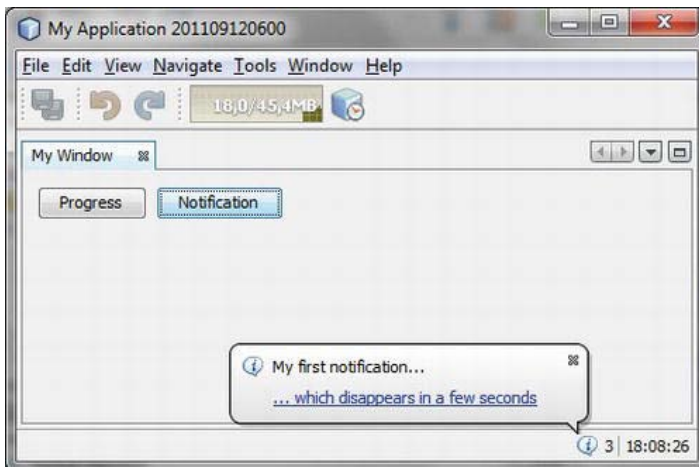 My Application 201109120600
File Edit View Navigate Tools Window Help
18,0/45,4MB
My Window
Progress Notification
My first notification...
... which disappears in a few seconds
3 18:08:26